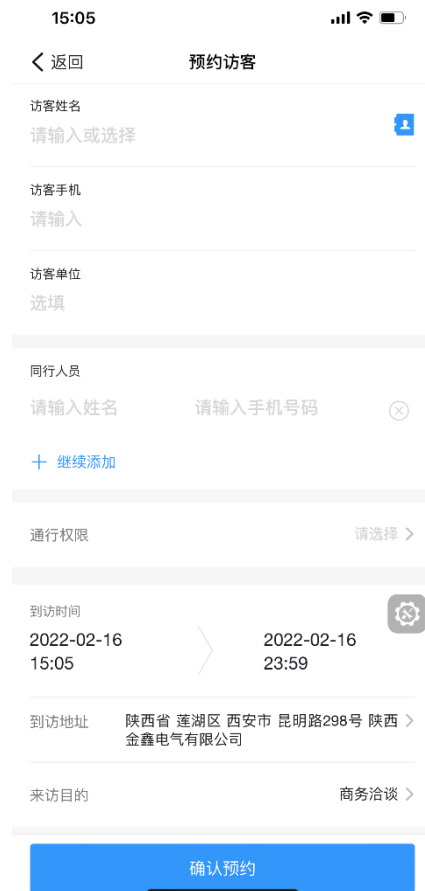 15:05
返回
预约访客
访客姓名
请输入或选择
访客手机
请输入
访客单位
选填
同行人员
请输入姓名 请输入手机号码
继续添加
通行权限 请选择
到访时间
2022-02-16 2022-02-16
15:05 23:59
到访地址 陕西省 莲湖区 西安市 昆明路298号 陕西
金鑫电气有限公司
来访目的 商务洽谈
确认预约